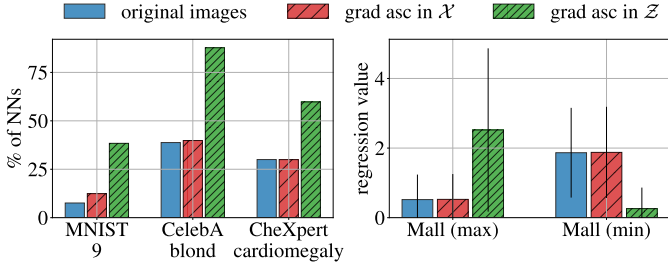 original images grad asc in 𝒳 grad asc in 𝒵
% of NNs
75
50
25
0
MNIST CelebA CheXpert
9 blond cardiomegaly
regression value
4
2
0
Mall (max) Mall (min)